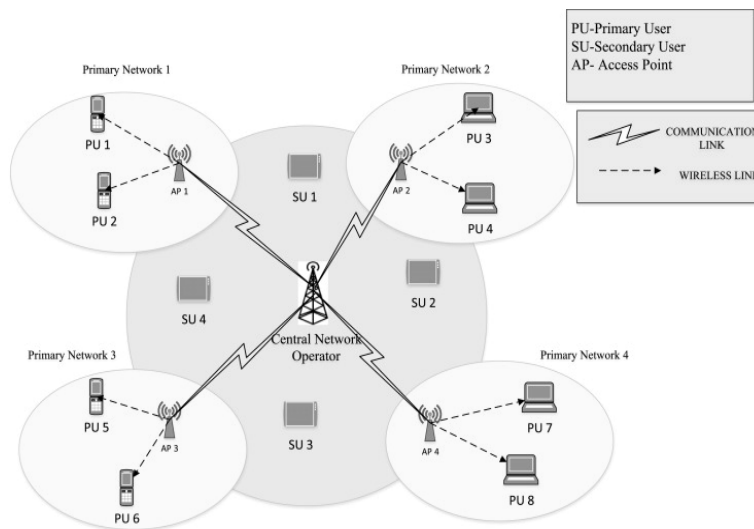 PU-Primary User
SU-Secondary User
AP- Access Point
COMMUNICATION
LINK
WIRELESS LINK
Primary Network 1
PU 1
PU 2
AP 1
Primary Network 2
PU 3
PU 4
AP 2
SU 1
SU 2
SU 4
Central Network
Operator
SU 3
Primary Network 3
PU 5
PU 6
AP 3
Primary Network 4
PU 7
PU 8
AP 4